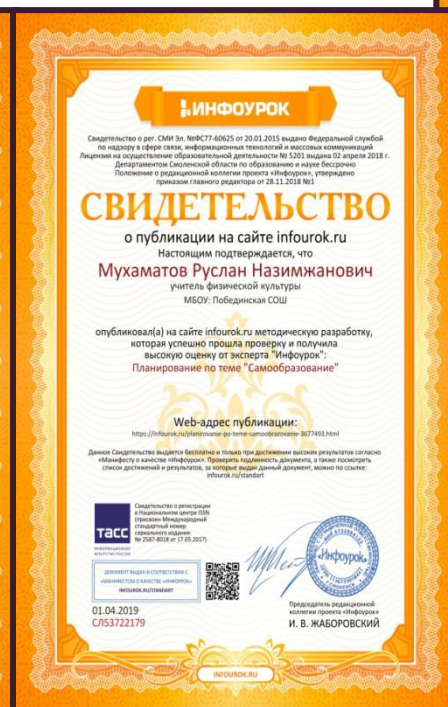 ИНФОУРОК
Свидетельство о рег. СМИ Эл. №ФС77-60625 от 20.01.2015 выдано Федеральной службой
по надзору в сфере связи, информационных технологий и массовых коммуникаций
Лицензия на осуществление образовательной деятельности № 5201 выдана 02 апреля 2018 г.
Департаментом Смоленской области по образованию и науке бессрочно
Положение о редакционной коллегии проекта «Инфоурок», утверждено
приказом главного редактора от 28.11.2018 №1
СВИДЕТЕЛЬСТВО
о публикации на сайте infourok.ru
Настоящим подтверждается, что
Мухаматов Руслан Назимжанович
учитель физической культуры
МБОУ: Побединская СОШ
опубликовал(а) на сайте infourok.ru методическую разработку,
которая успешно прошла проверку и получила
высокую оценку от эксперта "Инфоурок":
Планирование по теме "Самообразование"
Web-адрес публикации:
https://infourok.ru/planirovanie-po-teme-samoobrazovanie-3677493.html
Данное Свидетельство выдается бесплатно и только при достижении высоких результатов согласно
«Манифесту о качестве «Инфоурок». Проверить подлинность документа, а также посмотреть
список достижений и результатов, за которые выдан данный документ, можно по ссылке:
infourok.ru/standart
Свидетельство о регистрации
в Национальном центре ISSN
(присвоен Международный
стандартный номер
сериального издания:
№ 2587-8018 от 17.05.2017)
ТАСС
ИНФОРМАЦИОННОЕ
АГЕНТСТВО РОССИИ
ДОКУМЕНТ ВЫДАН В СООТВЕТСТВИИ С
«МАНИФЕСТОМ О КАЧЕСТВЕ «ИНФОУРОК»
INFOUROK.RU/STANDART
«Инфоурок»
01.04.2019
СЛ53722179
Председатель редакционной
коллегии проекта «Инфоурок»
И. В. ЖАБОРОВСКИЙ
INFOUROK.RU